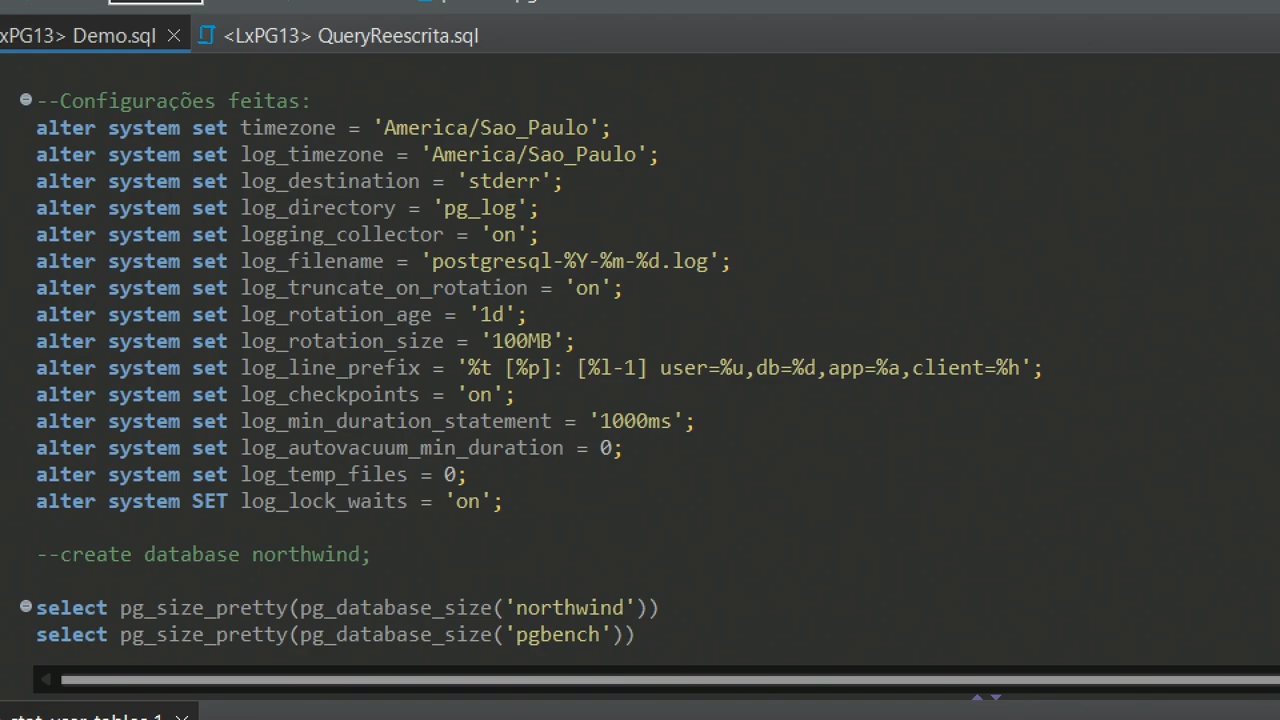 xPG13> Demo.sql
<LxPG13> QueryReescrita.sql
--Configurações feitas:
alter system set timezone = 'America/Sao_Paulo';
alter system set log_timezone = 'America/Sao_Paulo';
alter system set log_destination = 'stderr';
alter system set log_directory = 'pg_log';
alter system set logging_collector = 'on';
alter system set log_filename = 'postgresql-%Y-%m-%d.log';
alter system set log_truncate_on_rotation = 'on';
alter system set log_rotation_age = '1d';
alter system set log_rotation_size = '100MB';
alter system set log_line_prefix = '%t [%p]: [%l-1] user=%u,db=%d,app=%a,client=%h';
alter system set log_checkpoints = 'on';
alter system set log_min_duration_statement = '1000ms';
alter system set log_autovacuum_min_duration = 0;
alter system set log_temp_files = 0;
alter system SET log_lock_waits = 'on';
--create database northwind;
select pg_size_pretty(pg_database_size('northwind'))
select pg_size_pretty(pg_database_size('pgbench'))